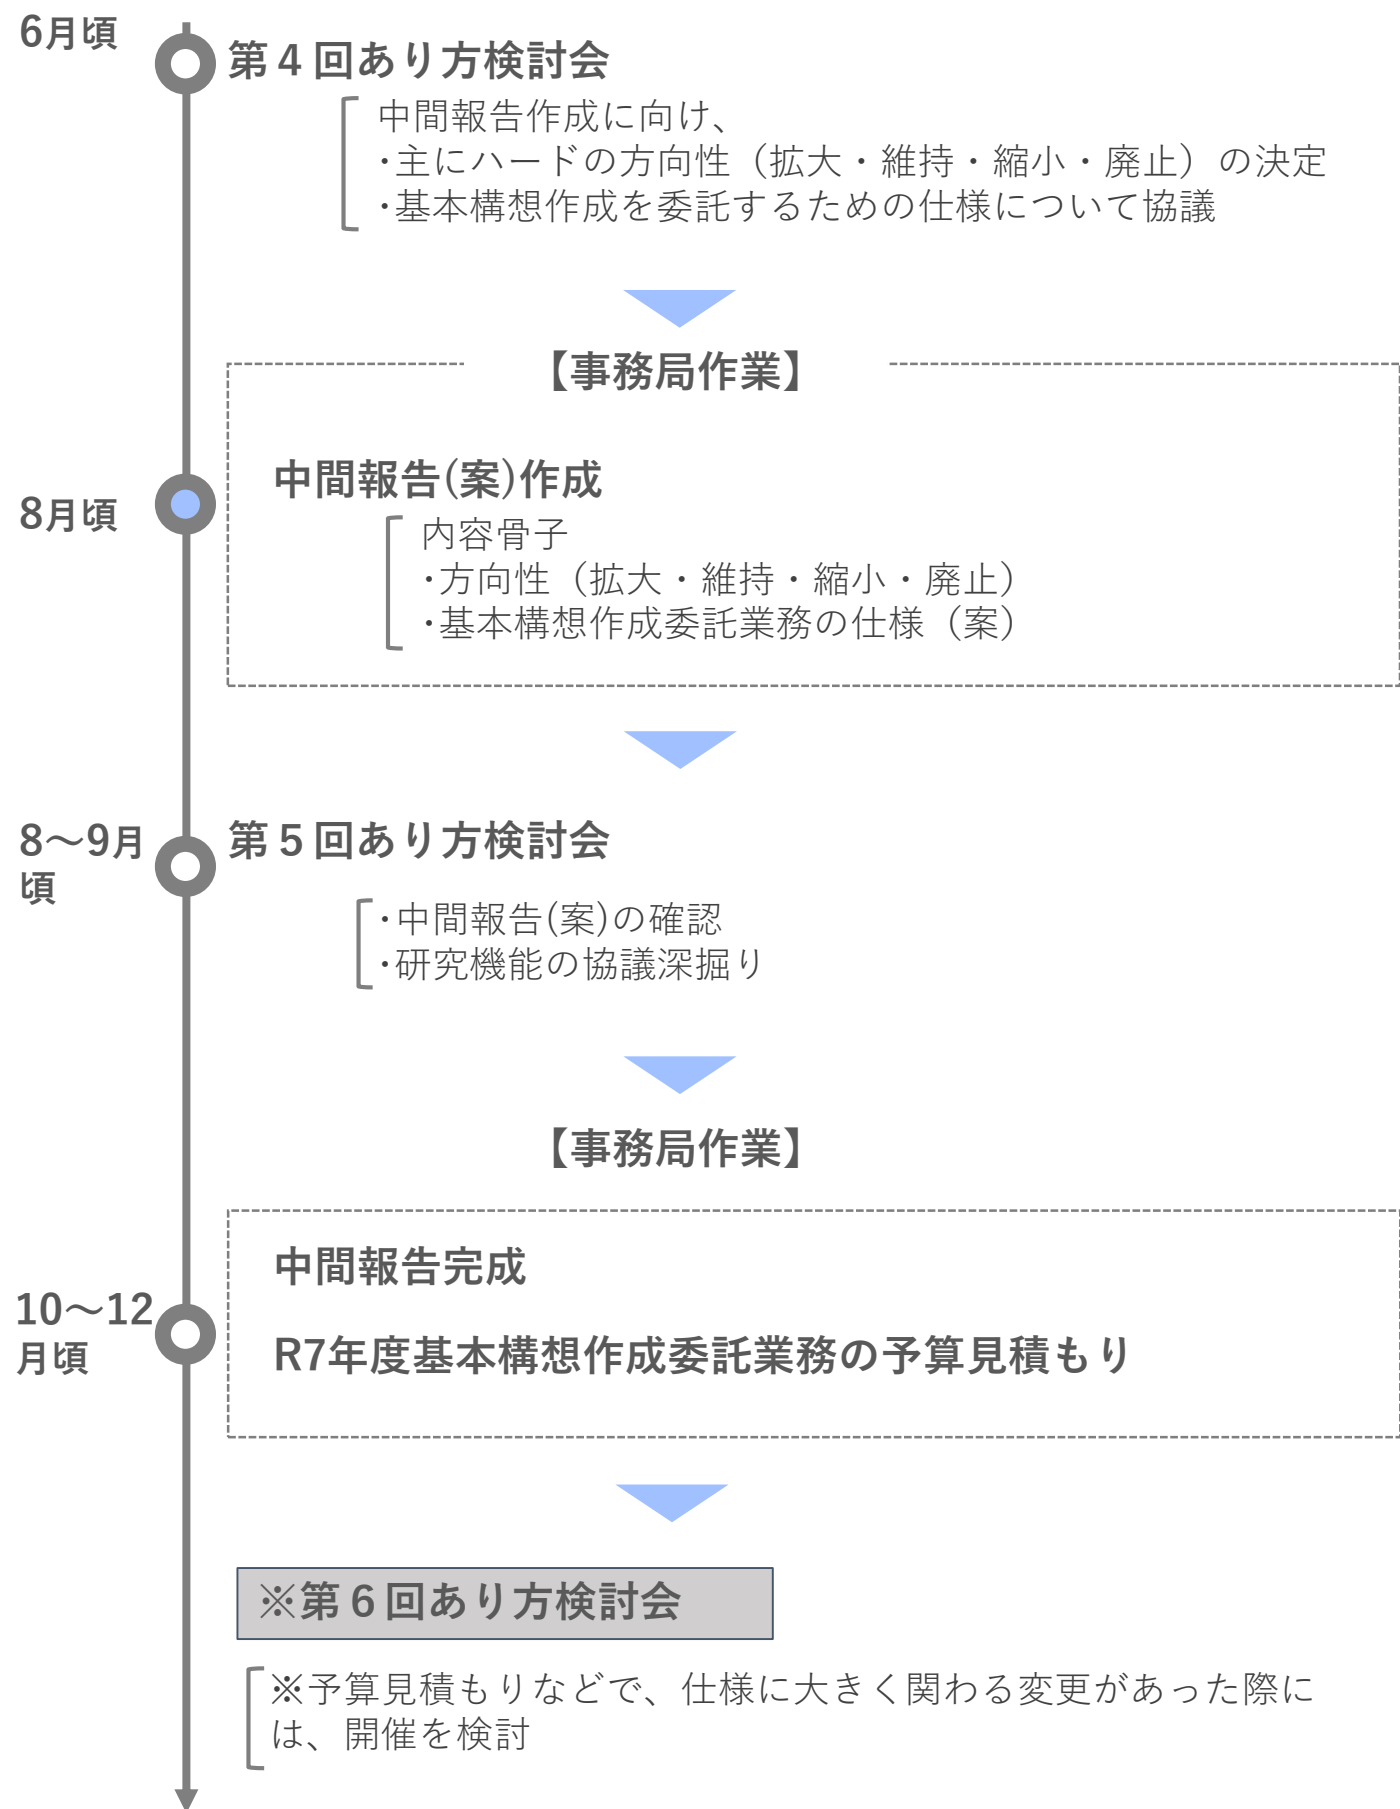 6月頃
第４回あり方検討会
中間報告作成に向け、
・主にハードの方向性（拡大・維持・縮小・廃止）の決定
・基本構想作成を委託するための仕様について協議
【事務局作業】
中間報告(案)作成
8月頃
内容骨子
・方向性（拡大・維持・縮小・廃止）
・基本構想作成委託業務の仕様（案）
8～9月
頃
第５回あり方検討会
・中間報告(案)の確認
・研究機能の協議深掘り
【事務局作業】
中間報告完成
10～12
月頃
R7年度基本構想作成委託業務の予算見積もり
※第６回あり方検討会
※予算見積もりなどで、仕様に大きく関わる変更があった際に
は、開催を検討